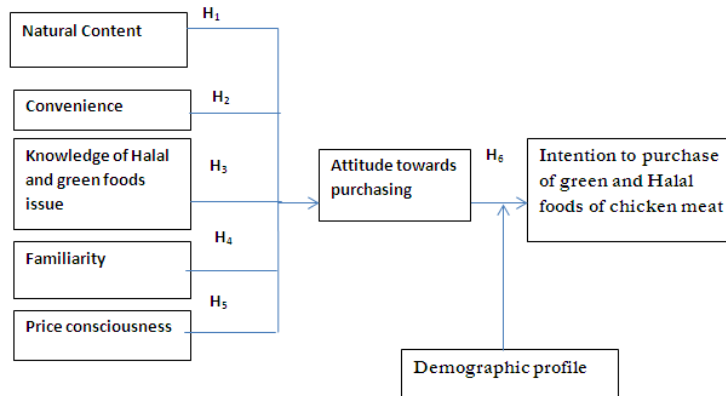 Natural Content
H₁
Convenience
H₂
Knowledge of Halal
and green foods
issue
H₃
Familiarity
H₄
Price consciousness
H₅
Attitude towards
purchasing
H₆
Intention to purchase
of green and Halal
foods of chicken meat
Demographic profile